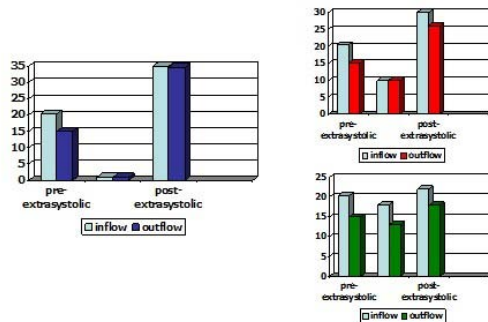 35
30
25
20
15
10
5
0
pre-
extrasystolic
post-
extrasystolic
inflow outflow
30
25
20
15
10
5
0
pre-
extrasystolic
post-
extrasystolic
inflow outflow
25
20
15
10
5
0
pre-
extrasystolic
post-
extrasystolic
inflow outflow